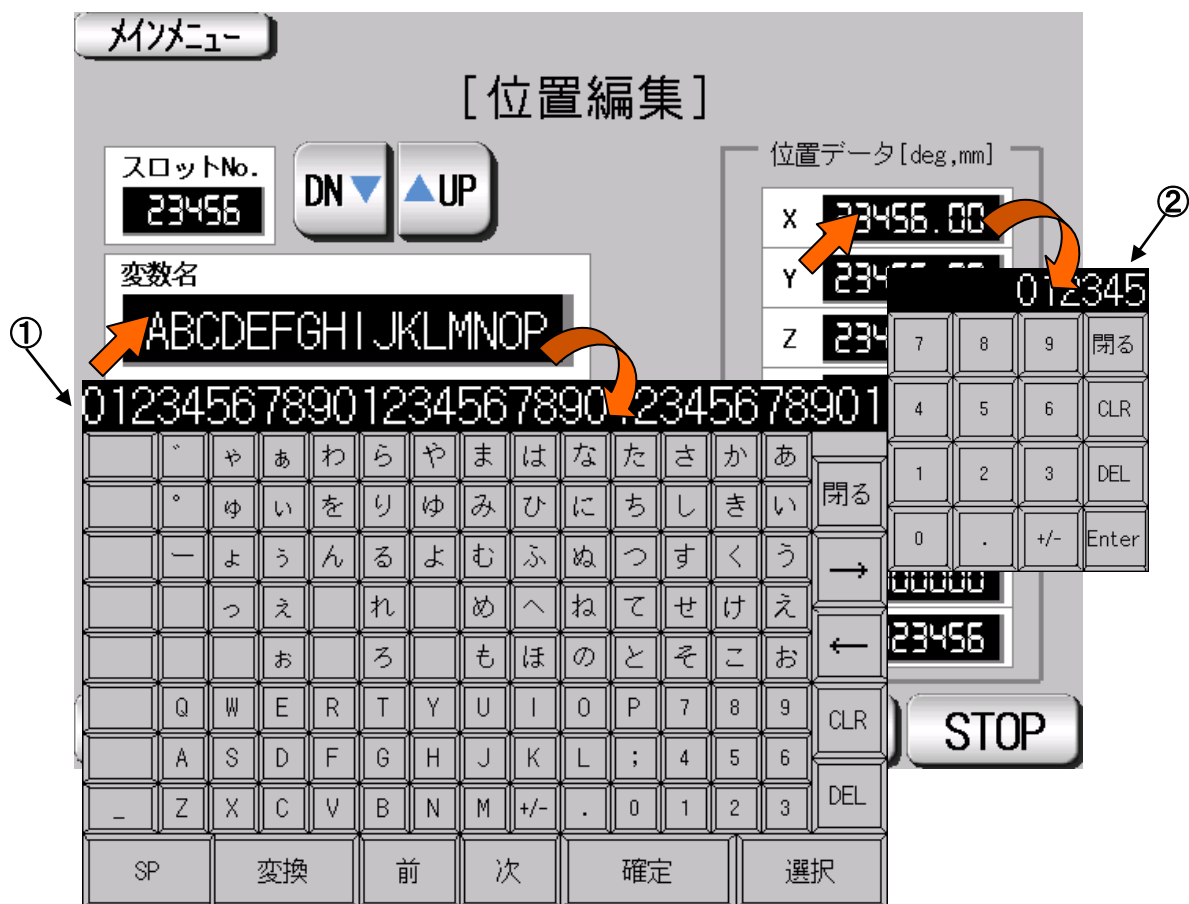 メインメニュー
[位置編集]
スロットNo.
23456
DN▼
▲UP
位置データ[deg,mm]
X 23456.00
②
変数名
Y
ABCDEFGHIJKLMNOP
Z
①
01234567890123456789012345678901
゛ ゃ ぁ わ ら や ま は な た さ か あ
° ゅ ぃ を り ゆ み ひ に ち し き い 閉る
ー ょ ぅ ん る よ む ふ ぬ つ す く う →
っ ぇ れ め へ ね て せ け え
ぉ ろ も ほ の と そ こ お ←
Q W E R T Y U I O P 7 8 9 CLR
A S D F G H J K L ; 4 5 6
_ Z X C V B N M +/- . 0 1 2 3 DEL
SP 変換 前 次 確定 選択
012345
7 8 9 閉る
4 5 6 CLR
1 2 3 DEL
0 . +/- Enter
23456
STOP